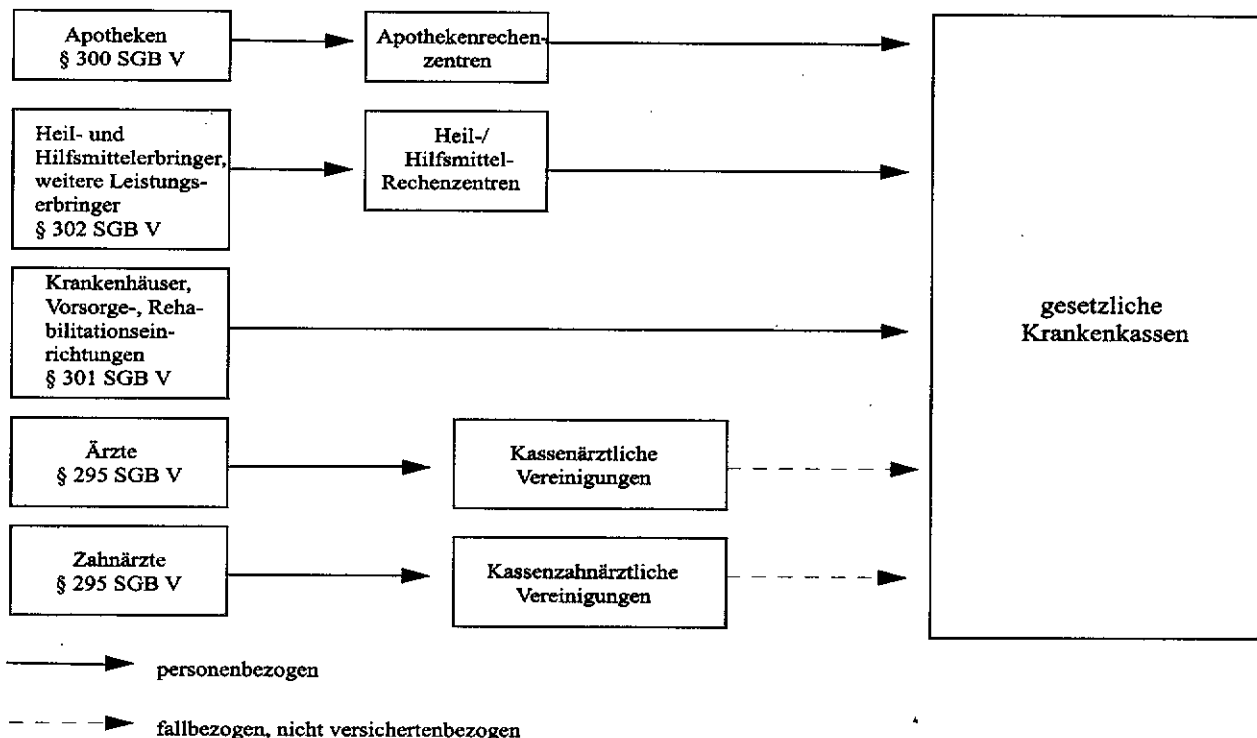 Apotheken
§ 300 SGB V
Apothekenrechen-
zentren
Heil- und
Hilfsmittelerbringer,
weitere Leistungs-
erbringer
§ 302 SGB V
Heil-/
Hilfsmittel-
Rechenzentren
Krankenhäuser,
Vorsorge-, Reha-
bilitationsein-
richtungen
§ 301 SGB V
gesetzliche
Krankenkassen
Ärzte
§ 295 SGB V
Kassenärztliche
Vereinigungen
Zahnärzte
§ 295 SGB V
Kassenzahnärztliche
Vereinigungen
personenbezogen
fallbezogen, nicht versichertenbezogen